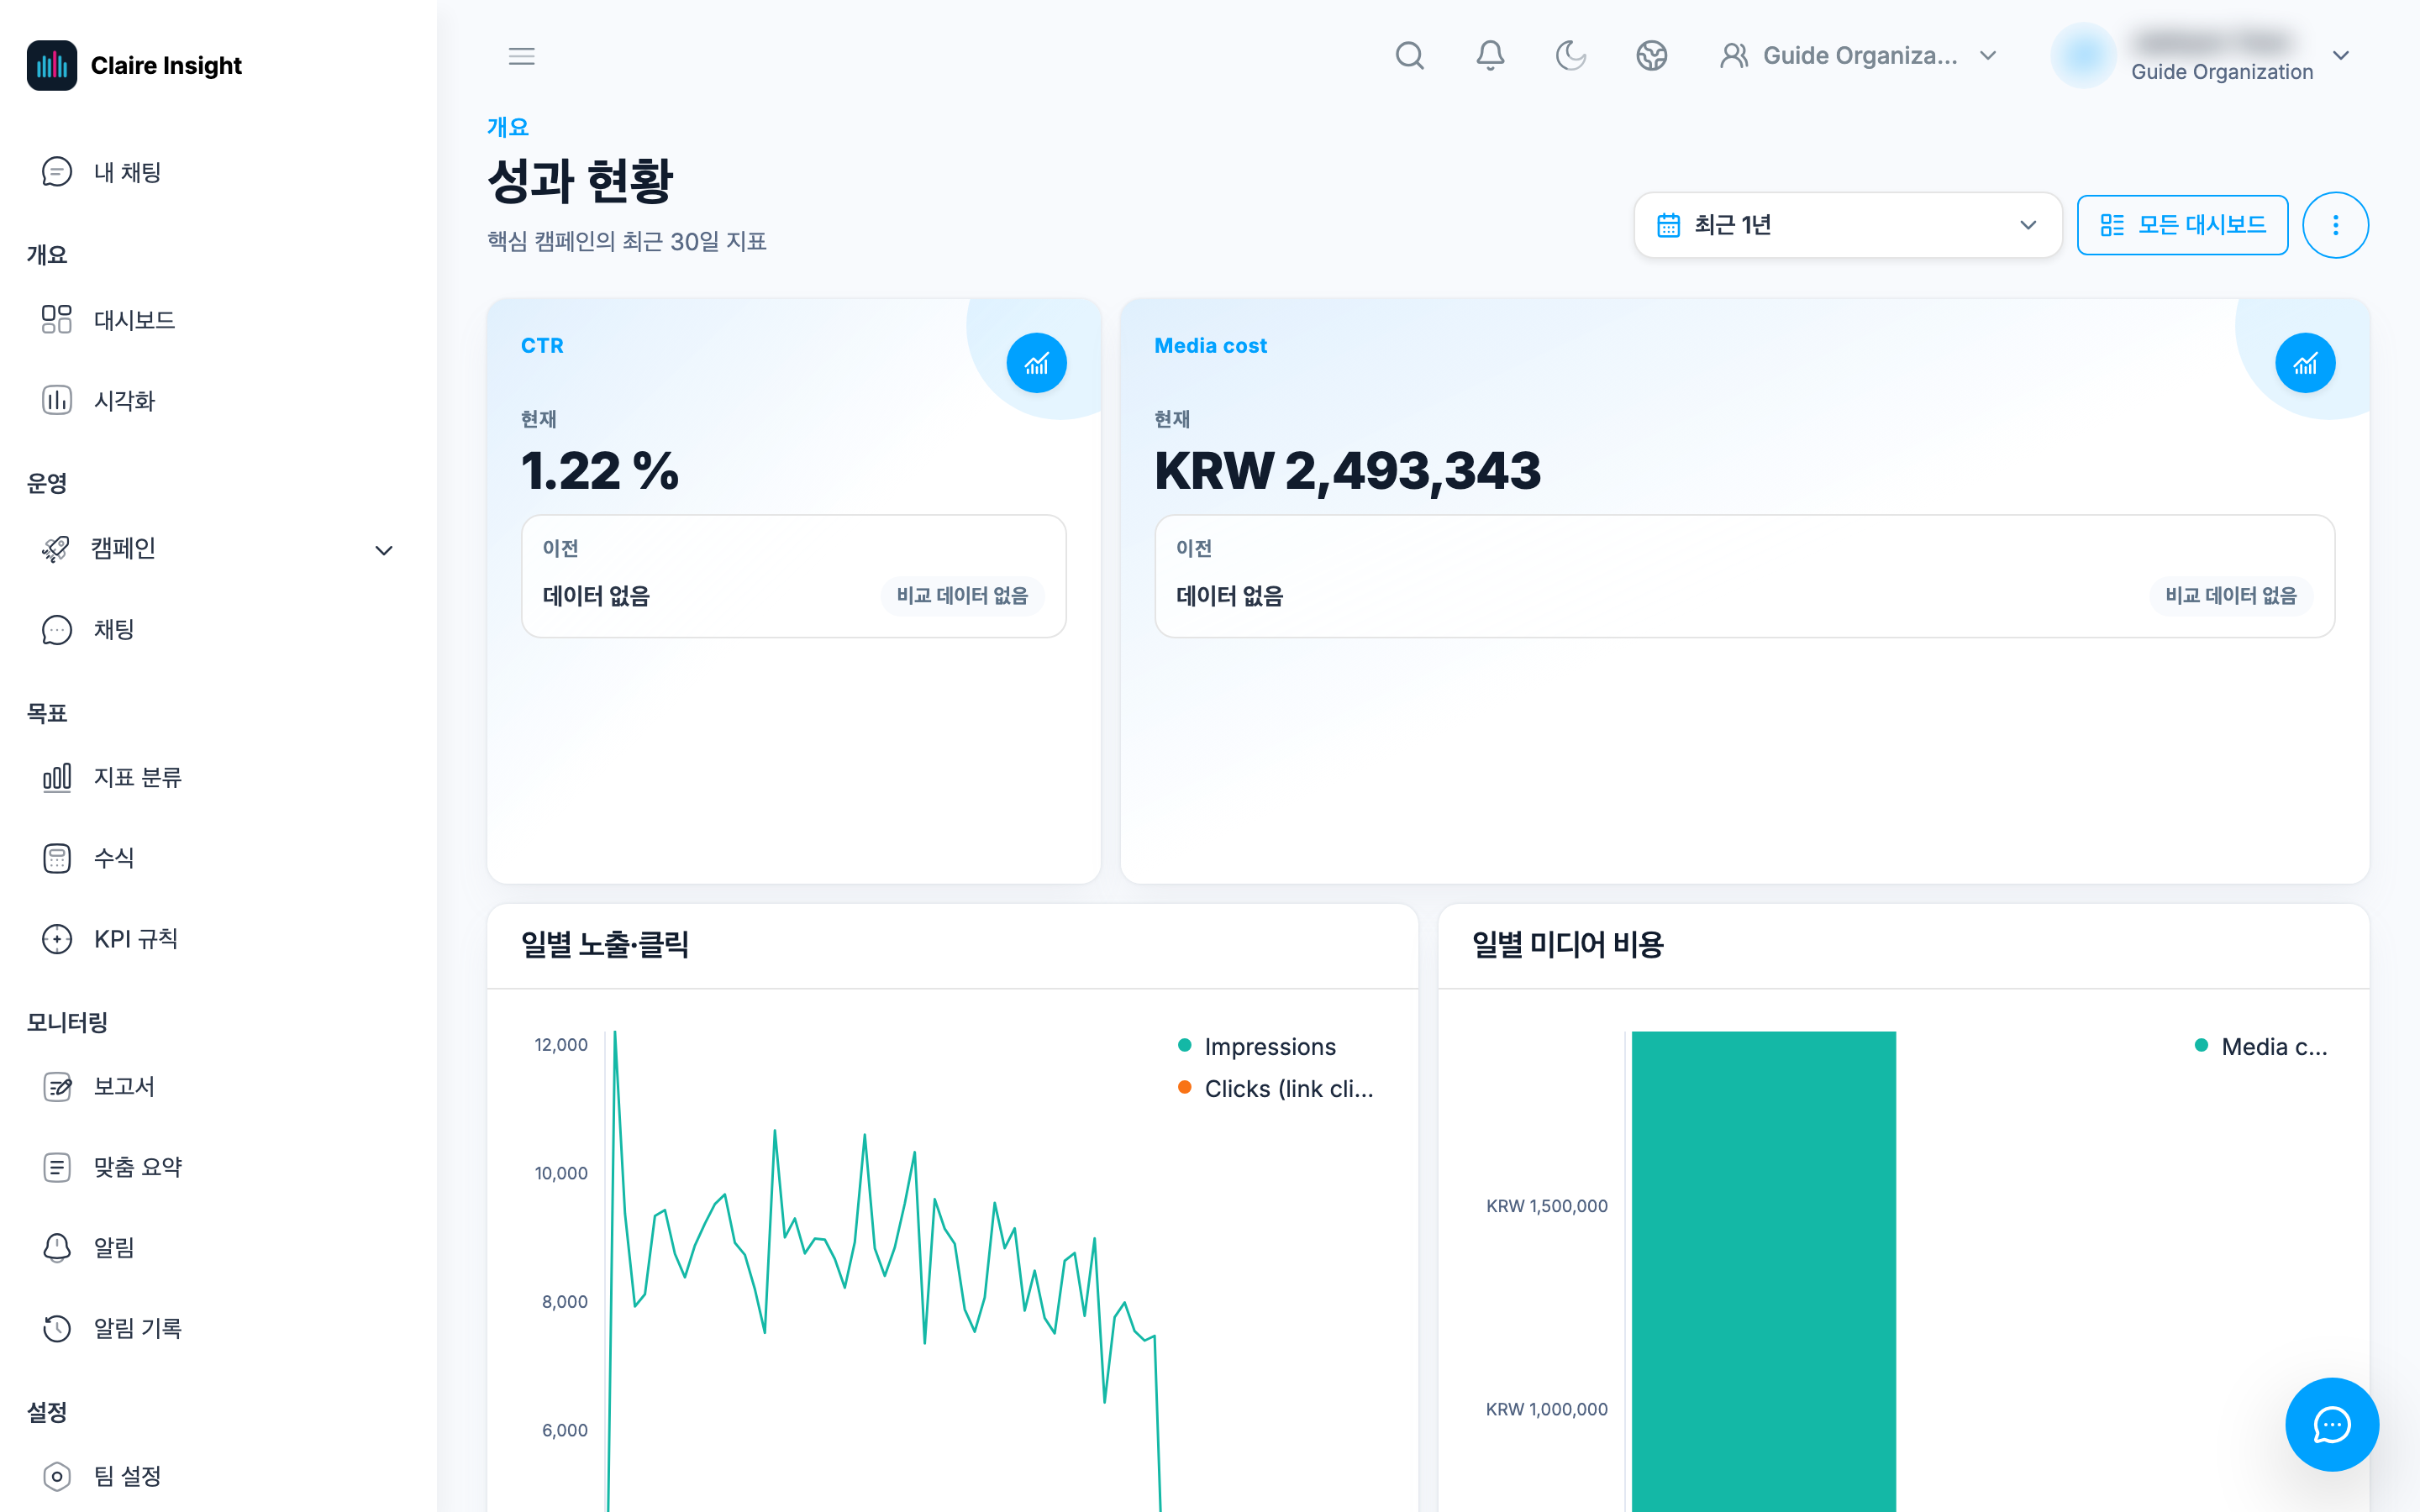 Claire Insight
내 채팅
개요
대시보드
시각화
운영
캠페인
채팅
목표
지표 분류
수식
KPI 규칙
모니터링
보고서
맞춤 요약
알림
알림 기록
설정
팀 설정
Guide Organiza...
Guide Organization
개요
성과 현황
핵심 캠페인의 최근 30일 지표
최근 1년
모든 대시보드
CTR
현재
1.22 %
이전
데이터 없음
비교 데이터 없음
Media cost
현재
KRW 2,493,343
이전
데이터 없음
비교 데이터 없음
일별 노출·클릭
12,000
10,000
8,000
6,000
Impressions
Clicks (link cli...
일별 미디어 비용
KRW 1,500,000
KRW 1,000,000
Media c...